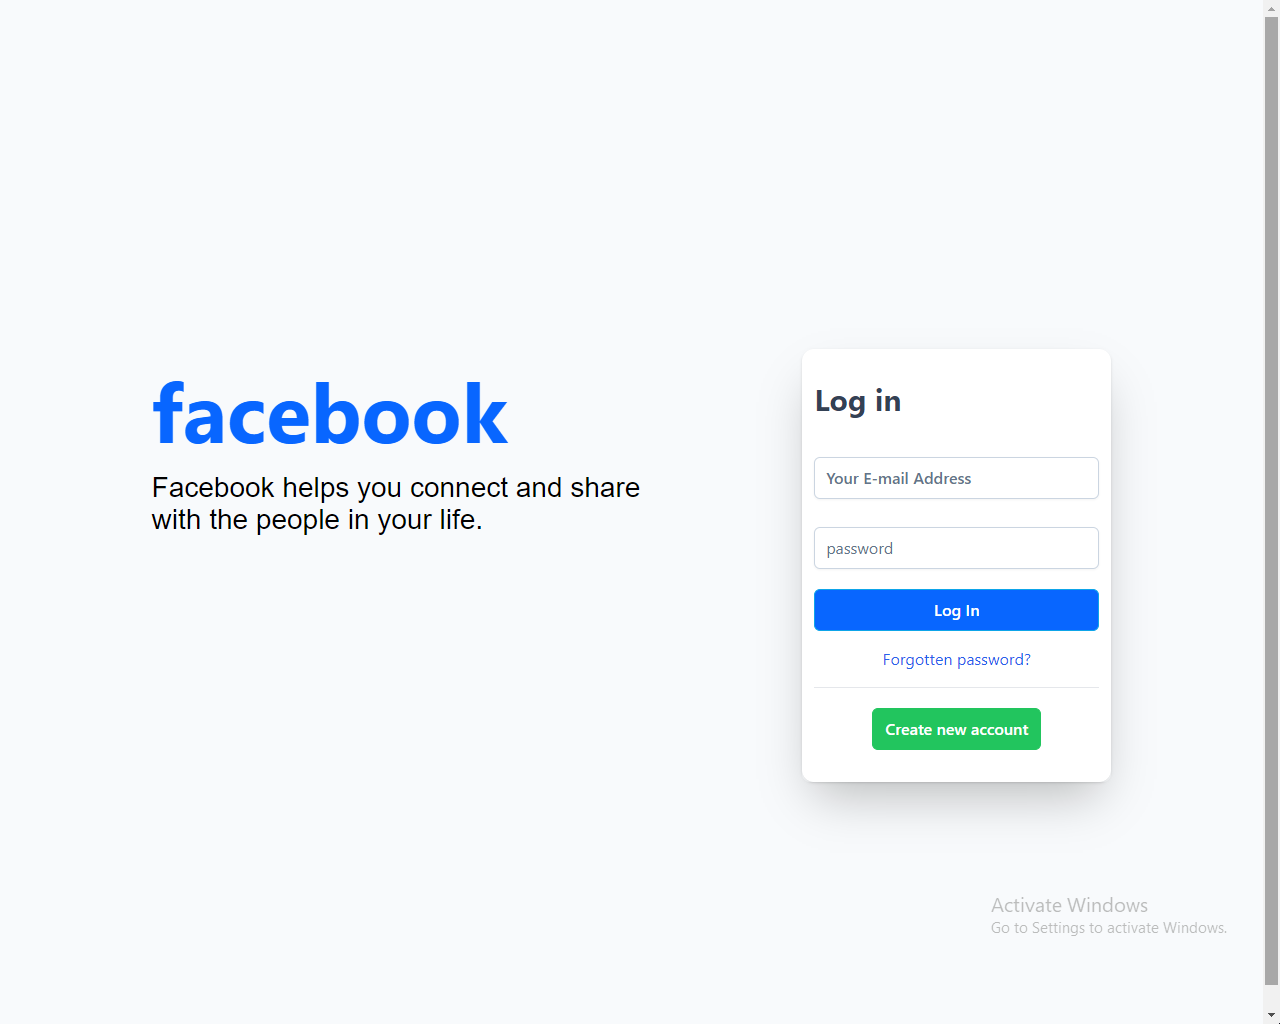 facebook
Facebook helps you connect and share
with the people in your life.
Log in
Your E-mail Address
password
Log In
Forgotten password?
Create new account
Activate Windows
Go to Settings to activate Windows.